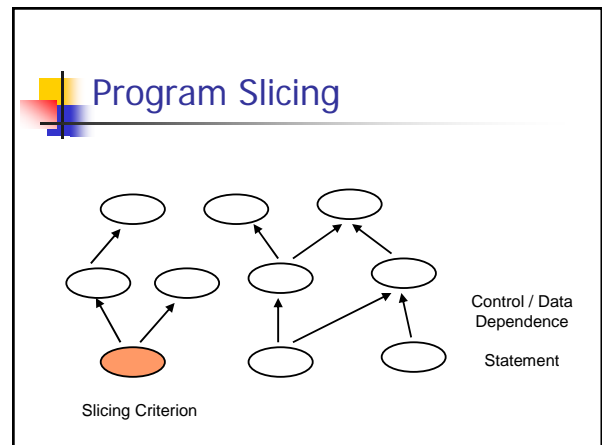 Program Slicing
Control / Data
Dependence
Statement
Slicing Criterion